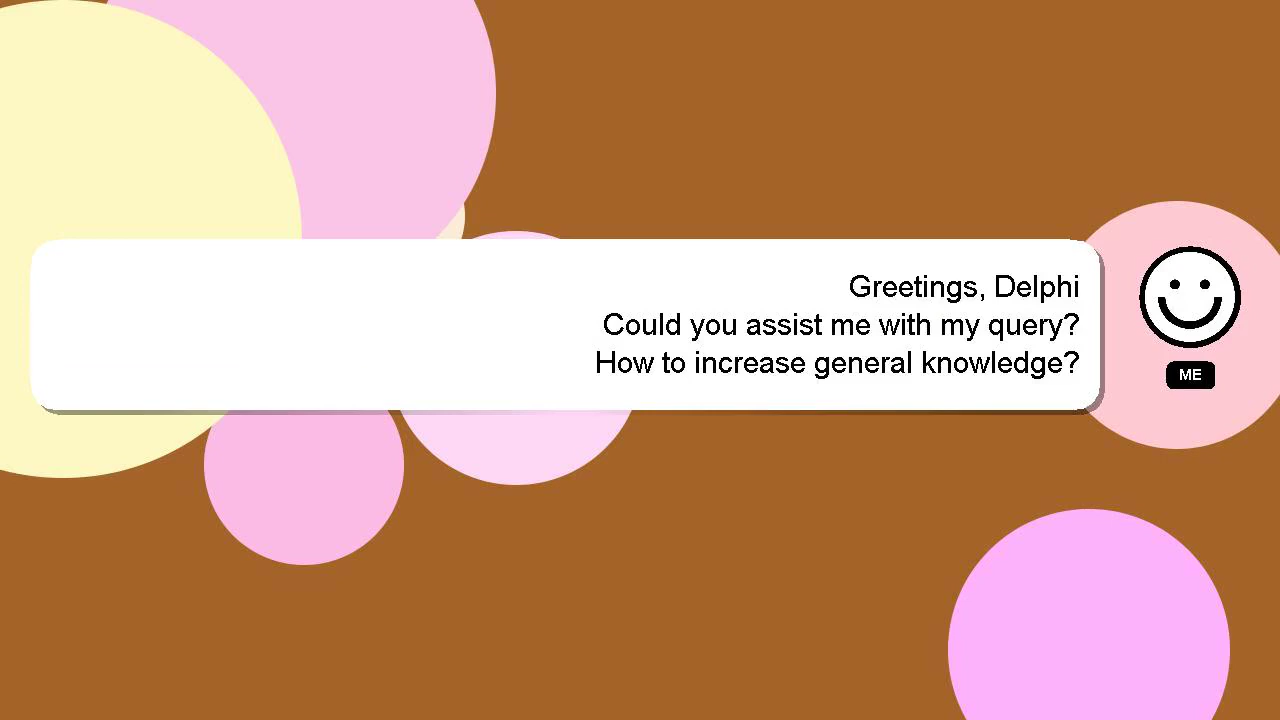 Greetings, Delphi
Could you assist me with my query?
How to increase general knowledge?
ME